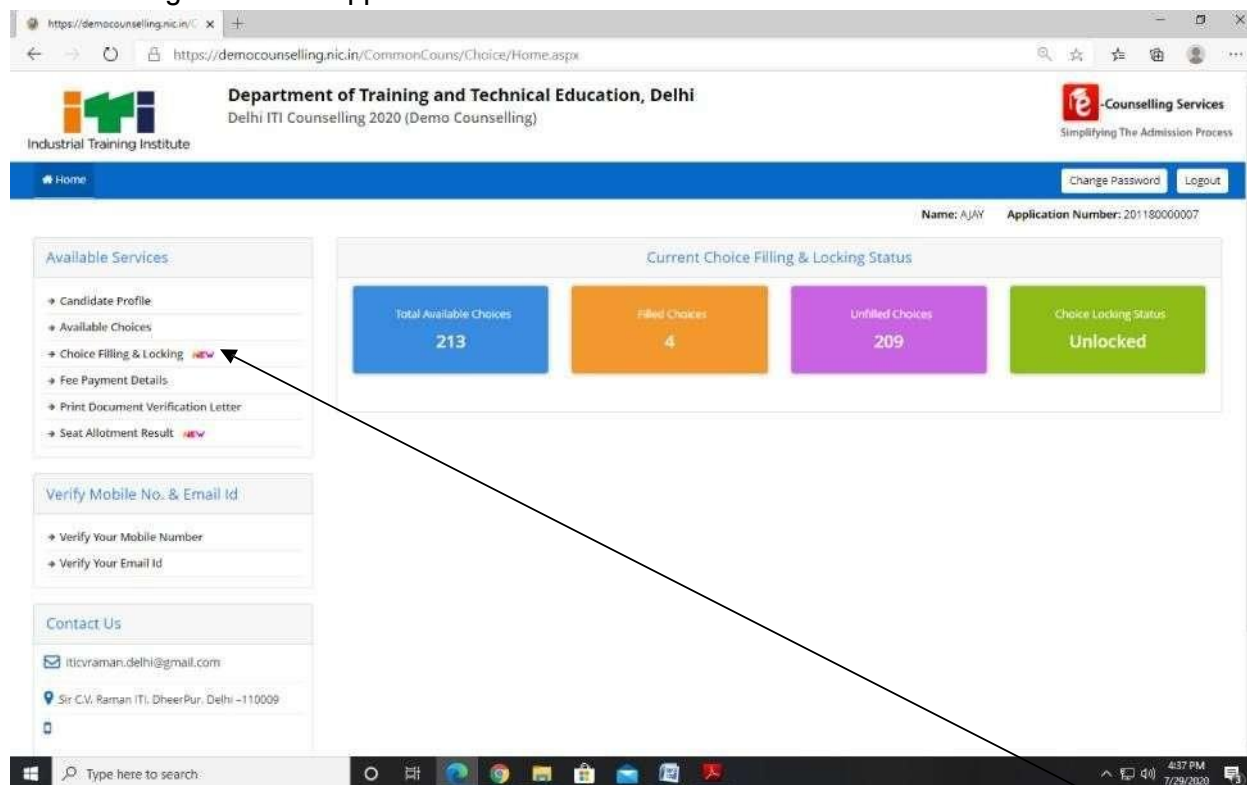 https://democounselling.nic.in/C
https://democounselling.nic.in/CommonCouns/Choice/Home.aspx
Industrial Training Institute
Department of Training and Technical Education, Delhi
Delhi ITI Counselling 2020 (Demo Counselling)
e-Counselling Services
Simplifying The Admission Process
Home
Change Password
Logout
Name: AJAY Application Number: 201180000007
Available Services
Candidate Profile
Available Choices
Choice Filling & Locking NEW
Fee Payment Details
Print Document Verification Letter
Seat Allotment Result NEW
Current Choice Filling & Locking Status
Total Available Choices
213
Filled Choices
4
Unfilled Choices
209
Choice Locking Status
Unlocked
Verify Mobile No. & Email Id
Verify Your Mobile Number
Verify Your Email Id
Contact Us
iticvraman.delhi@gmail.com
Sir C.V. Raman ITI, DheerPur, Delhi –110009
Type here to search
4:37 PM
7/29/2020